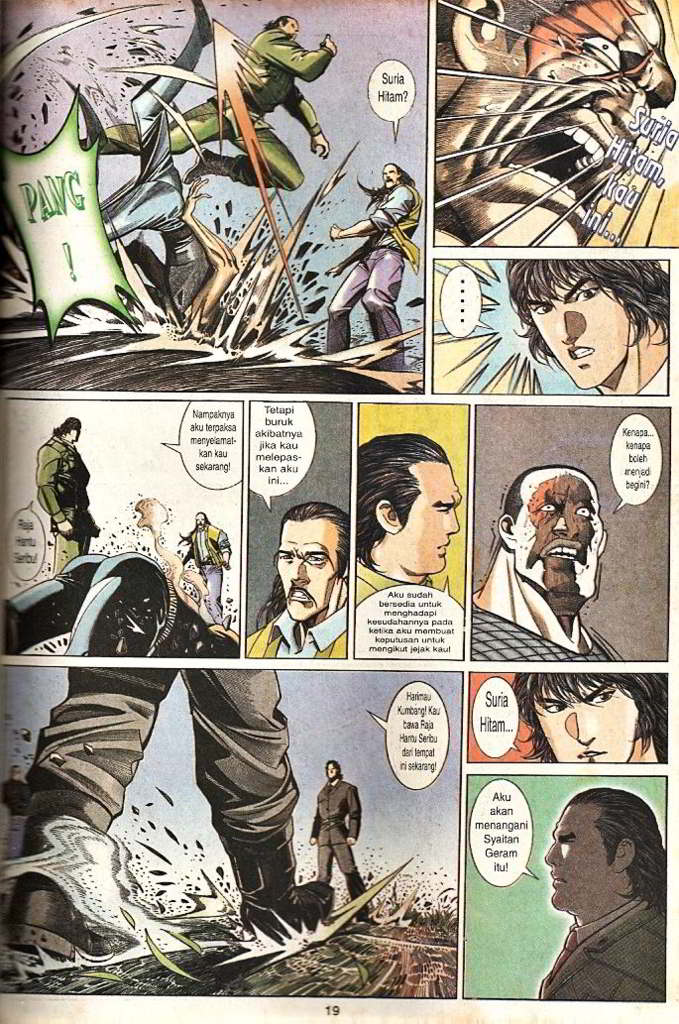 PANG
!
Suria
Hitam?
Surja
Hitam,
kau
ini...
.....
Raja
Hantu
Seribu!
Nampaknya
aku terpaksa
menyelamat-
kan kau
sekarang!
Tetapi
buruk
akibatnya
jika kau
melepas-
kan aku
ini...
Aku sudah
bersedia untuk
menghadapi
kesudahannya pada
ketika aku membuat
keputusan untuk
mengikut jejak kau!
Kenapa...
kenapa
boleh
menjadi
begini?
Harimau
Kumbang! Kau
bawa Raja
Hantu Seribu
dari tempat
ini sekarang!
Suria
Hitam...
Aku
akan
menangani
Syaitan
Geram
itu!
19